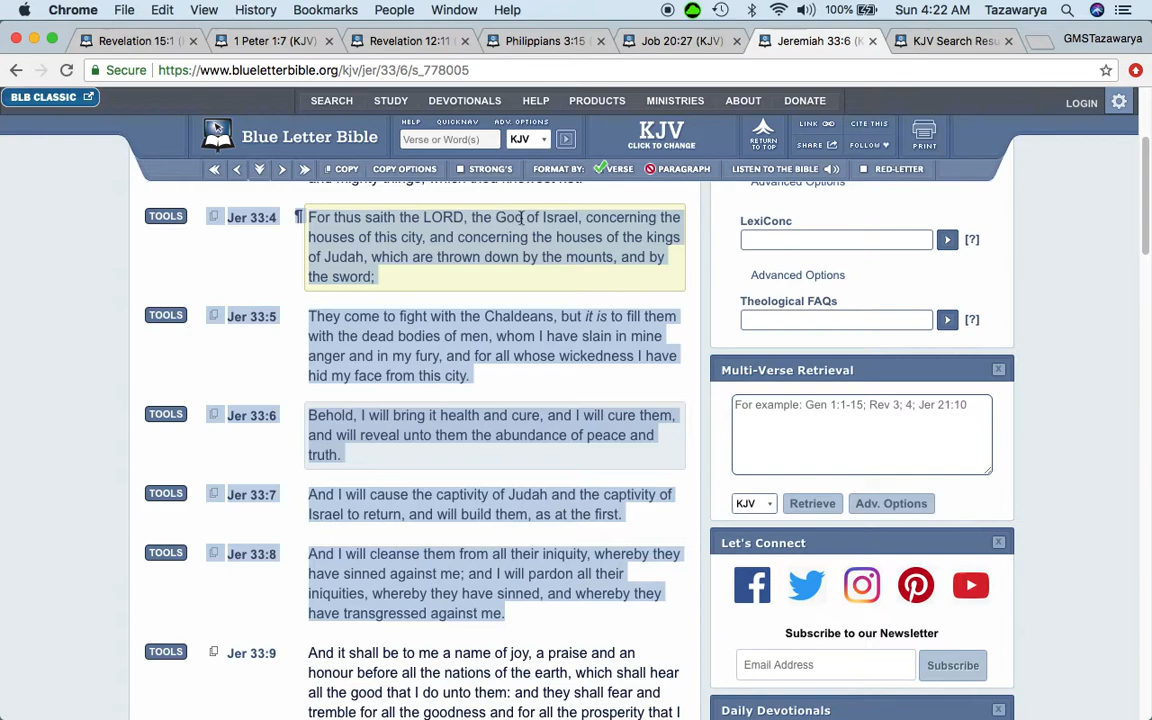 Chrome File Edit View History Bookmarks People Window Help 100% Sun 4:22 AM Tazawarya
Revelation 15:1 ( 1 Peter 1:7 (KJV) Revelation 12:11 Philippians 3:15 Job 20:27 (KJV) Jeremiah 33:6 (K KJV Search Resu GMSTazawarya
Secure https://www.blueletterbible.org/kjv/jer/33/6/s_778005
BLB CLASSIC
SEARCH STUDY DEVOTIONALS HELP PRODUCTS MINISTRIES ABOUT DONATE LOGIN
HELP QUICKNAV ADV. OPTIONS
Blue Letter Bible Verse or Word(s) KJV
KJV
CLICK TO CHANGE
RETURN
TO TOP
LINK CITE THIS
SHARE FOLLOW
PRINT
COPY COPY OPTIONS STRONG'S FORMAT BY: VERSE PARAGRAPH LISTEN TO THE BIBLE RED-LETTER
and mighty things, which thou knowest not.
TOOLS Jer 33:4 ¶ For thus saith the LORD, the God of Israel, concerning the
houses of this city, and concerning the houses of the kings
of Judah, which are thrown down by the mounts, and by
the sword;
TOOLS Jer 33:5 They come to fight with the Chaldeans, but it is to fill them
with the dead bodies of men, whom I have slain in mine
anger and in my fury, and for all whose wickedness I have
hid my face from this city.
TOOLS Jer 33:6 Behold, I will bring it health and cure, and I will cure them,
and will reveal unto them the abundance of peace and
truth.
TOOLS Jer 33:7 And I will cause the captivity of Judah and the captivity of
Israel to return, and will build them, as at the first.
TOOLS Jer 33:8 And I will cleanse them from all their iniquity, whereby they
have sinned against me; and I will pardon all their
iniquities, whereby they have sinned, and whereby they
have transgressed against me.
TOOLS Jer 33:9 And it shall be to me a name of joy, a praise and an
honour before all the nations of the earth, which shall hear
all the good that I do unto them: and they shall fear and
tremble for all the goodness and for all the prosperity that I
Advanced Options
LexiConc
[?]
Advanced Options
Theological FAQs
[?]
Multi-Verse Retrieval x
For example: Gen 1:1-15; Rev 3; 4; Jer 21:10
KJV Retrieve Adv. Options
Let's Connect x
Subscribe to our Newsletter
Email Address Subscribe
Daily Devotionals x